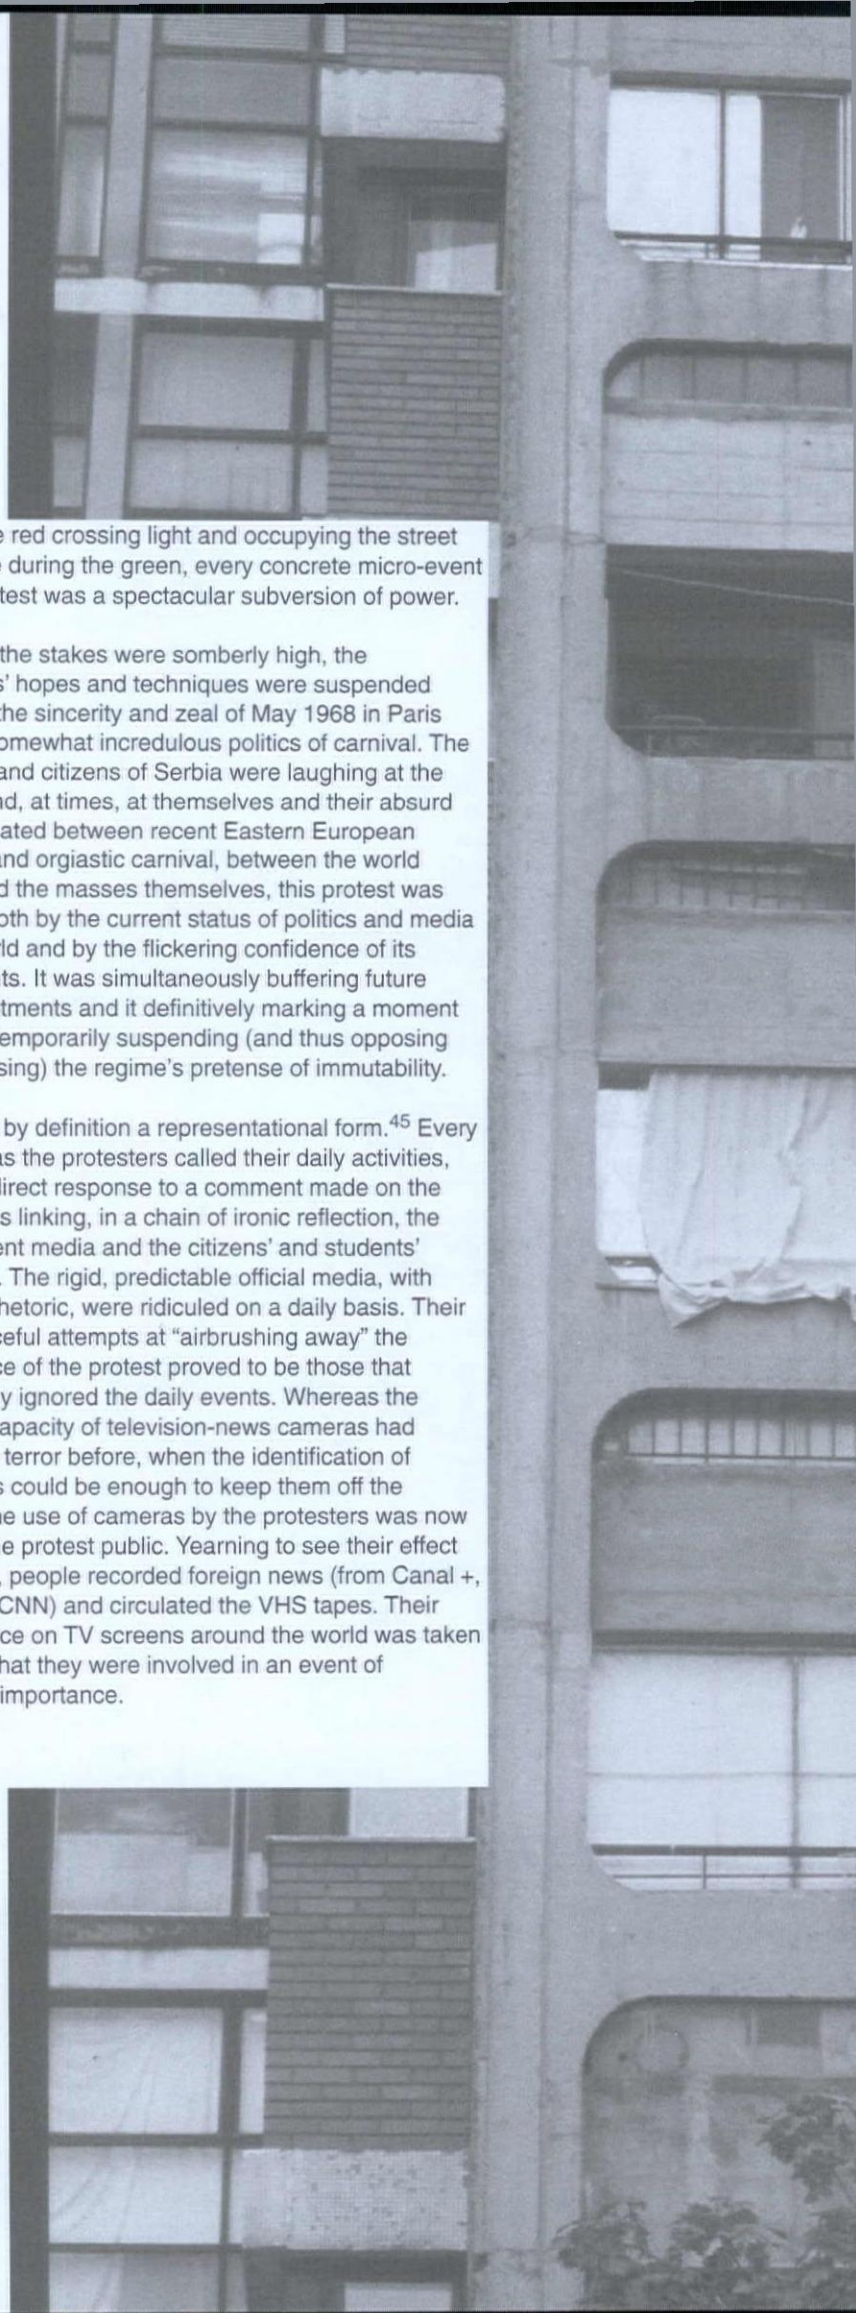 e red crossing light and occupying the street
during the green, every concrete micro-event
test was a spectacular subversion of power.
the stakes were somberly high, the
s' hopes and techniques were suspended
the sincerity and zeal of May 1968 in Paris
omewhat incredulous politics of carnival. The
and citizens of Serbia were laughing at the
nd, at times, at themselves and their absurd
ated between recent Eastern European
and orgiastic carnival, between the world
d the masses themselves, this protest was
oth by the current status of politics and media
ld and by the flickering confidence of its
ts. It was simultaneously buffering future
tments and it definitively marking a moment
emporarily suspending (and thus opposing
sing) the regime's pretense of immutability.
by definition a representational form.45 Every
as the protesters called their daily activities,
direct response to a comment made on the
s linking, in a chain of ironic reflection, the
ent media and the citizens' and students'
. The rigid, predictable official media, with
hetoric, were ridiculed on a daily basis. Their
ceful attempts at “airbrushing away” the
ce of the protest proved to be those that
y ignored the daily events. Whereas the
apacity of television-news cameras had
terror before, when the identification of
s could be enough to keep them off the
he use of cameras by the protesters was now
e protest public. Yearning to see their effect
, people recorded foreign news (from Canal +,
CNN) and circulated the VHS tapes. Their
ce on TV screens around the world was taken
hat they were involved in an event of
importance.